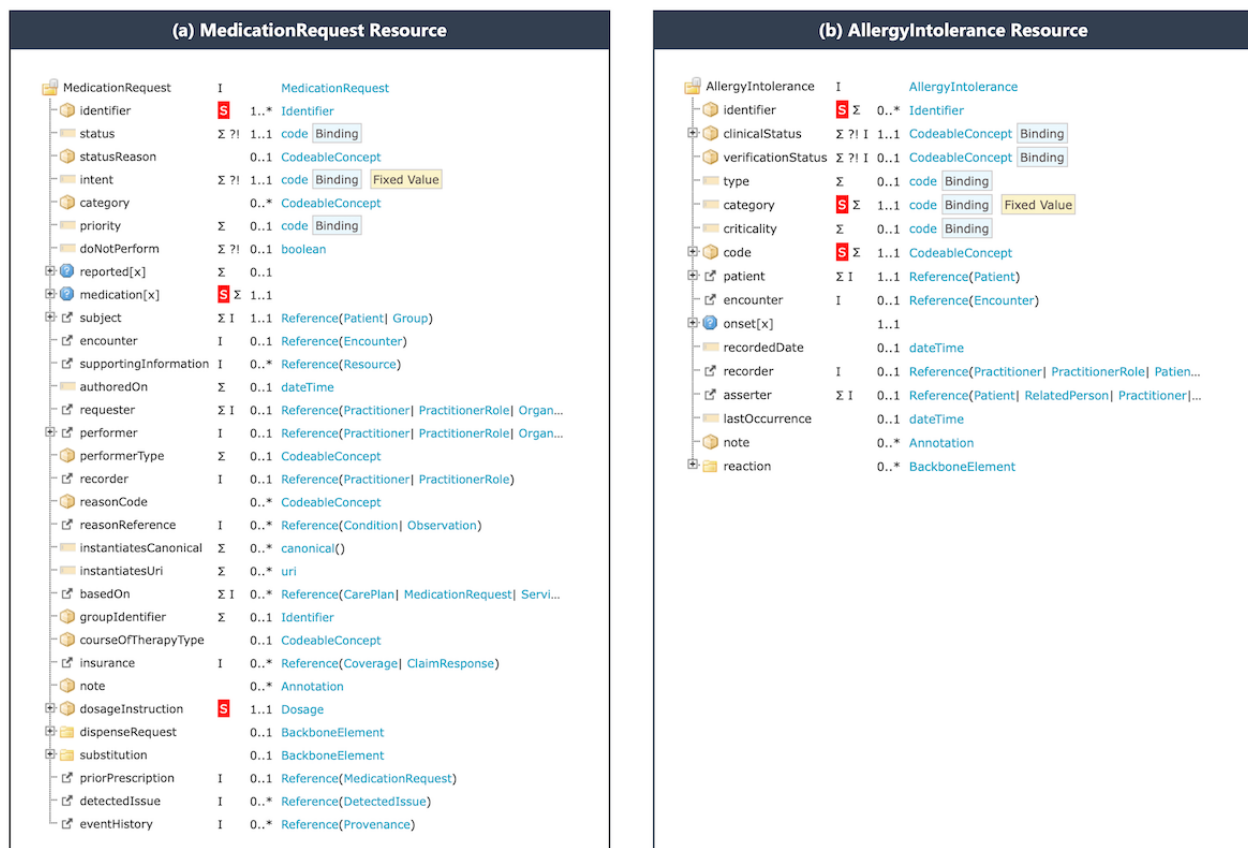 (a) MedicationRequest Resource
MedicationRequest I MedicationRequest
identifier S 1..* Identifier
status Σ ?! 1..1 code Binding
statusReason 0..1 CodeableConcept
intent Σ ?! 1..1 code Binding Fixed Value
category 0..* CodeableConcept
priority Σ 0..1 code Binding
doNotPerform Σ ?! 0..1 boolean
reported[x] Σ 0..1
medication[x] S Σ 1..1
subject Σ I 1..1 Reference(Patient| Group)
encounter I 0..1 Reference(Encounter)
supportingInformation I 0..* Reference(Resource)
authoredOn Σ 0..1 dateTime
requester Σ I 0..1 Reference(Practitioner| PractitionerRole| Organ...
performer I 0..1 Reference(Practitioner| PractitionerRole| Organ...
performerType Σ 0..1 CodeableConcept
recorder I 0..1 Reference(Practitioner| PractitionerRole)
reasonCode 0..* CodeableConcept
reasonReference I 0..* Reference(Condition| Observation)
instantiatesCanonical Σ 0..* canonical()
instantiatesUri Σ 0..* uri
basedOn Σ I 0..* Reference(CarePlan| MedicationRequest| Servi...
groupIdentifier Σ 0..1 Identifier
courseOfTherapyType 0..1 CodeableConcept
insurance I 0..* Reference(Coverage| ClaimResponse)
note 0..* Annotation
dosageInstruction S 1..1 Dosage
dispenseRequest 0..1 BackboneElement
substitution 0..1 BackboneElement
priorPrescription I 0..1 Reference(MedicationRequest)
detectedIssue I 0..* Reference(DetectedIssue)
eventHistory I 0..* Reference(Provenance)
(b) AllergyIntolerance Resource
AllergyIntolerance I AllergyIntolerance
identifier S Σ 0..* Identifier
clinicalStatus Σ ?! I 1..1 CodeableConcept Binding
verificationStatus Σ ?! I 0..1 CodeableConcept Binding
type Σ 0..1 code Binding
category S Σ 1..1 code Binding Fixed Value
criticality Σ 0..1 code Binding
code S Σ 1..1 CodeableConcept
patient Σ I 1..1 Reference(Patient)
encounter I 0..1 Reference(Encounter)
onset[x] 1..1
recordedDate 0..1 dateTime
recorder I 0..1 Reference(Practitioner| PractitionerRole| Patien...
asserter Σ I 0..1 Reference(Patient| RelatedPerson| Practitioner|...
lastOccurrence 0..1 dateTime
note 0..* Annotation
reaction 0..* BackboneElement